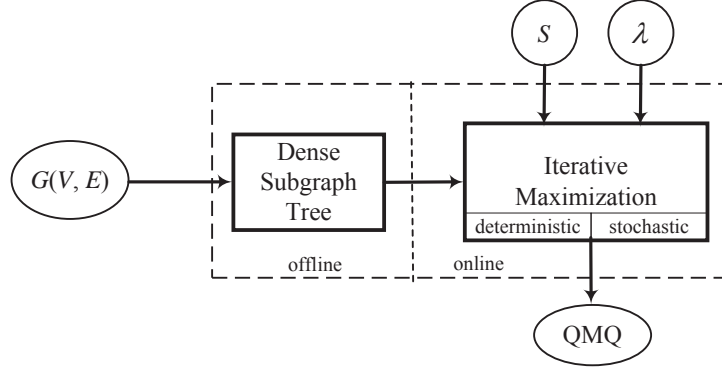 S
λ
G(V, E)
Dense
Subgraph
Tree
Iterative
Maximization
deterministic
stochastic
offline
online
QMQ